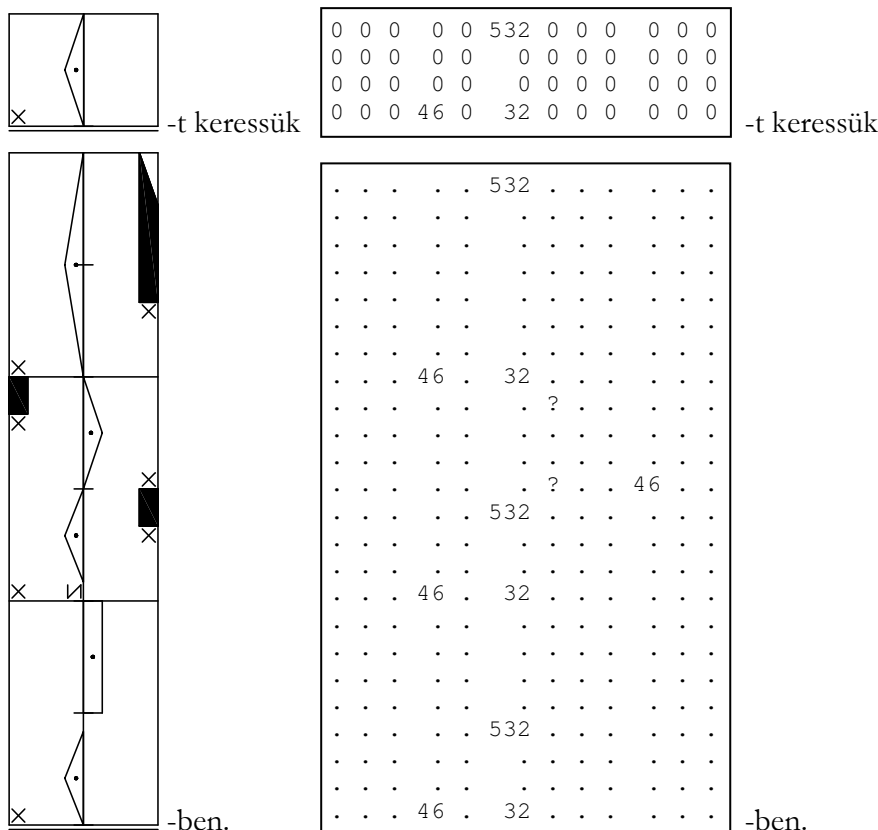 -t keressük
0 0 0 0 0 532 0 0 0 0 0 0
0 0 0 0 0 0 0 0 0 0 0 0
0 0 0 0 0 0 0 0 0 0 0 0
0 0 0 46 0 32 0 0 0 0 0 0
-t keressük
-ben.
. . . . . 532 . . . . . .
. . . . . . . . . . . .
. . . . . . . . . . . .
. . . . . . . . . . . .
. . . . . . . . . . . .
. . . . . . . . . . . .
. . . . . . . . . . . .
. . . 46 . 32 . . . . . .
. . . . . . ? . . . . .
. . . . . . . . . . . .
. . . . . . . . . . . .
. . . . . . ? . . 46 . .
. . . . . 532 . . . . . .
. . . . . . . . . . . .
. . . . . . . . . . . .
. . . 46 . 32 . . . . . .
. . . . . . . . . . . .
. . . . . . . . . . . .
. . . . . . . . . . . .
. . . . . . . . . . . .
. . . . . 532 . . . . . .
. . . . . . . . . . . .
. . . . . . . . . . . .
. . . 46 . 32 . . . . . .
-ben.